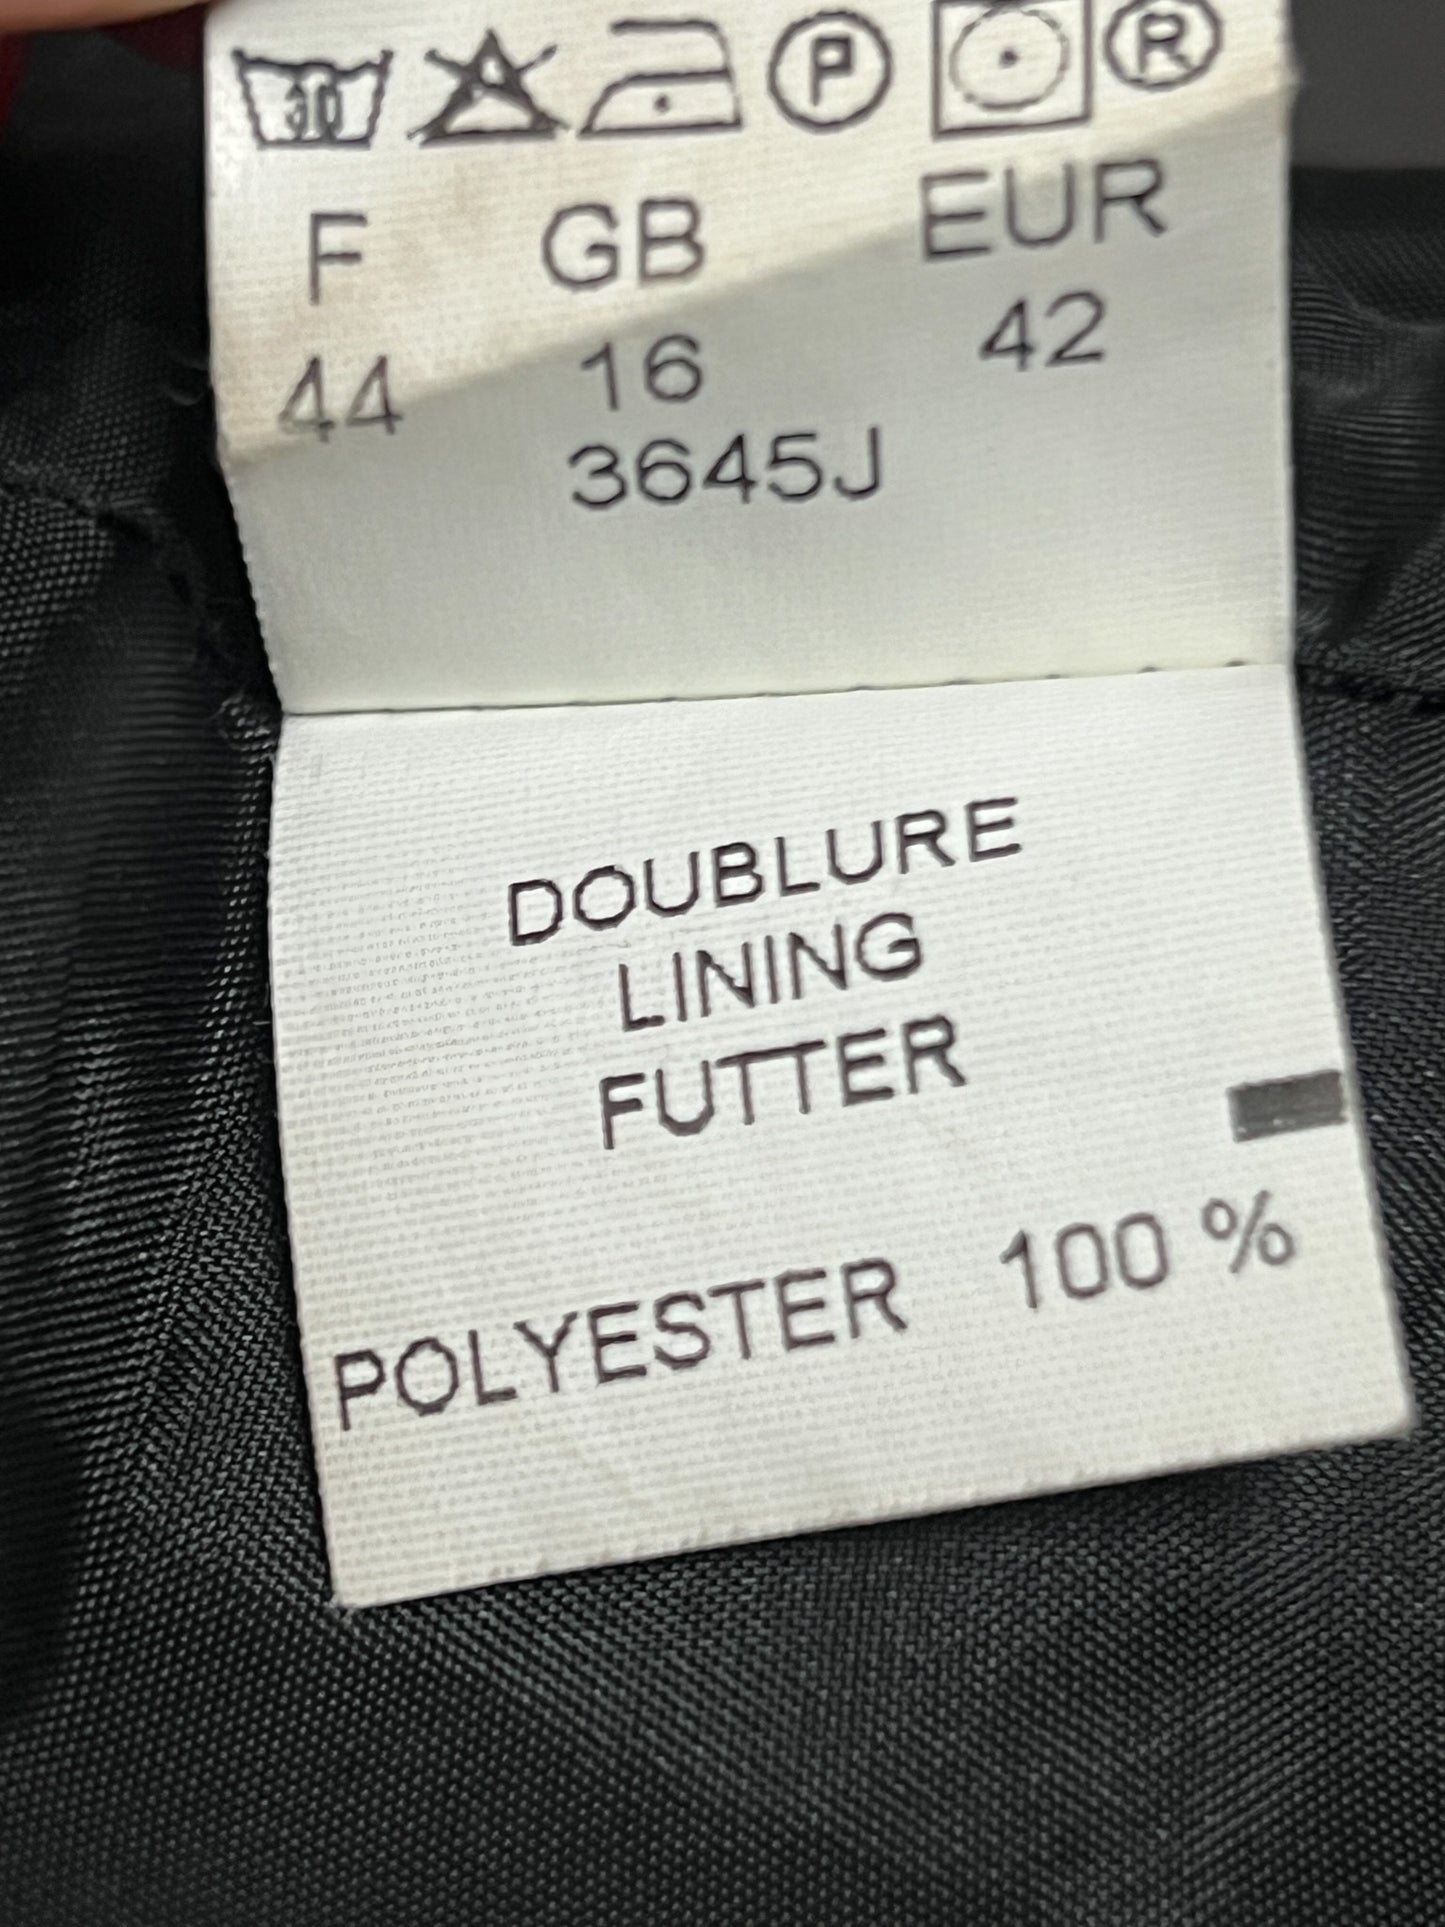 30 P R
F GB EUR
44 16 42
3645J
DOUBLURE
LINING
FUTTER
POLYESTER 100 %